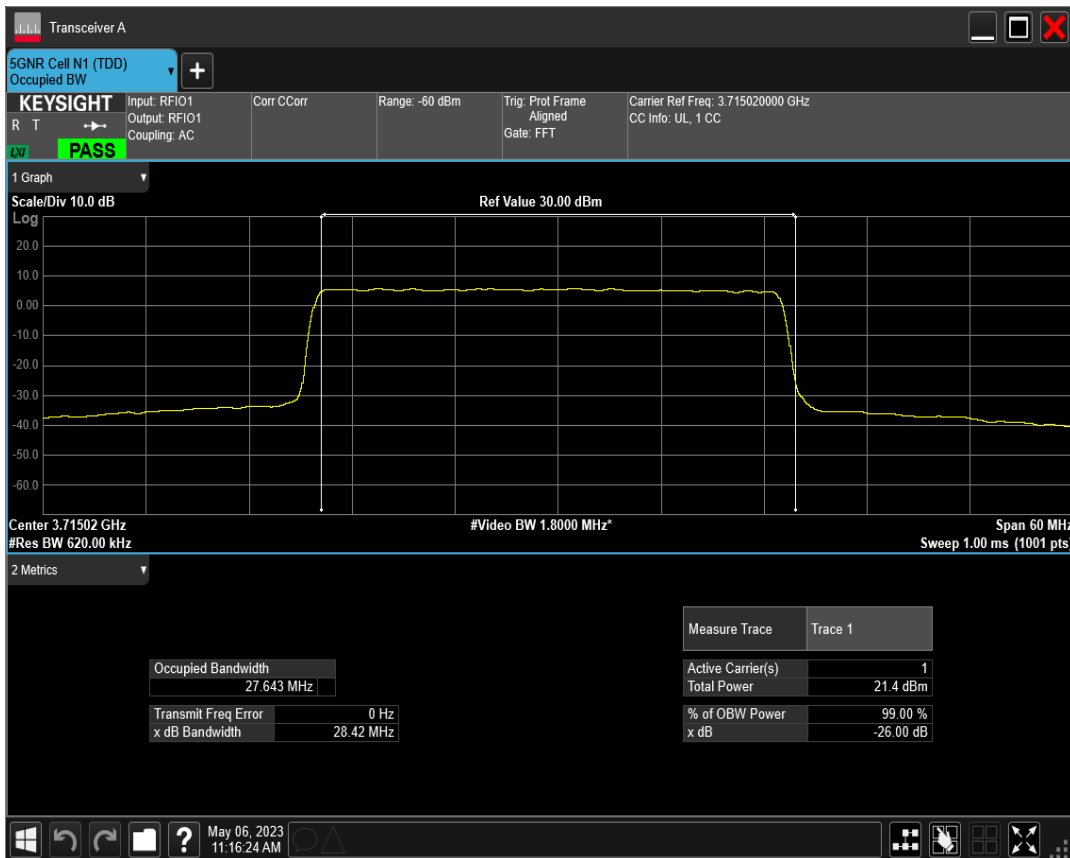 Transceiver A
5GNR Cell N1 (TDD)
Occupied BW
+
KEYSIGHT
R T
LXI
PASS
Input: RFIO1
Output: RFIO1
Coupling: AC
Corr CCorr
Range: -60 dBm
Trig: Prot Frame
Aligned
Gate: FFT
Carrier Ref Freq: 3.715020000 GHz
CC Info: UL, 1 CC
1 Graph
Scale/Div 10.0 dB
Ref Value 30.00 dBm
Log
20.0
10.0
0.00
-10.0
-20.0
-30.0
-40.0
-50.0
-60.0
Center 3.71502 GHz
#Video BW 1.8000 MHz*
Span 60 MHz
#Res BW 620.00 kHz
Sweep 1.00 ms (1001 pts)
2 Metrics
Measure Trace Trace 1
Occupied Bandwidth
27.643 MHz
Active Carrier(s) 1
Total Power 21.4 dBm
Transmit Freq Error 0 Hz
x dB Bandwidth 28.42 MHz
% of OBW Power 99.00 %
x dB -26.00 dB
?
May 06, 2023
11:16:24 AM